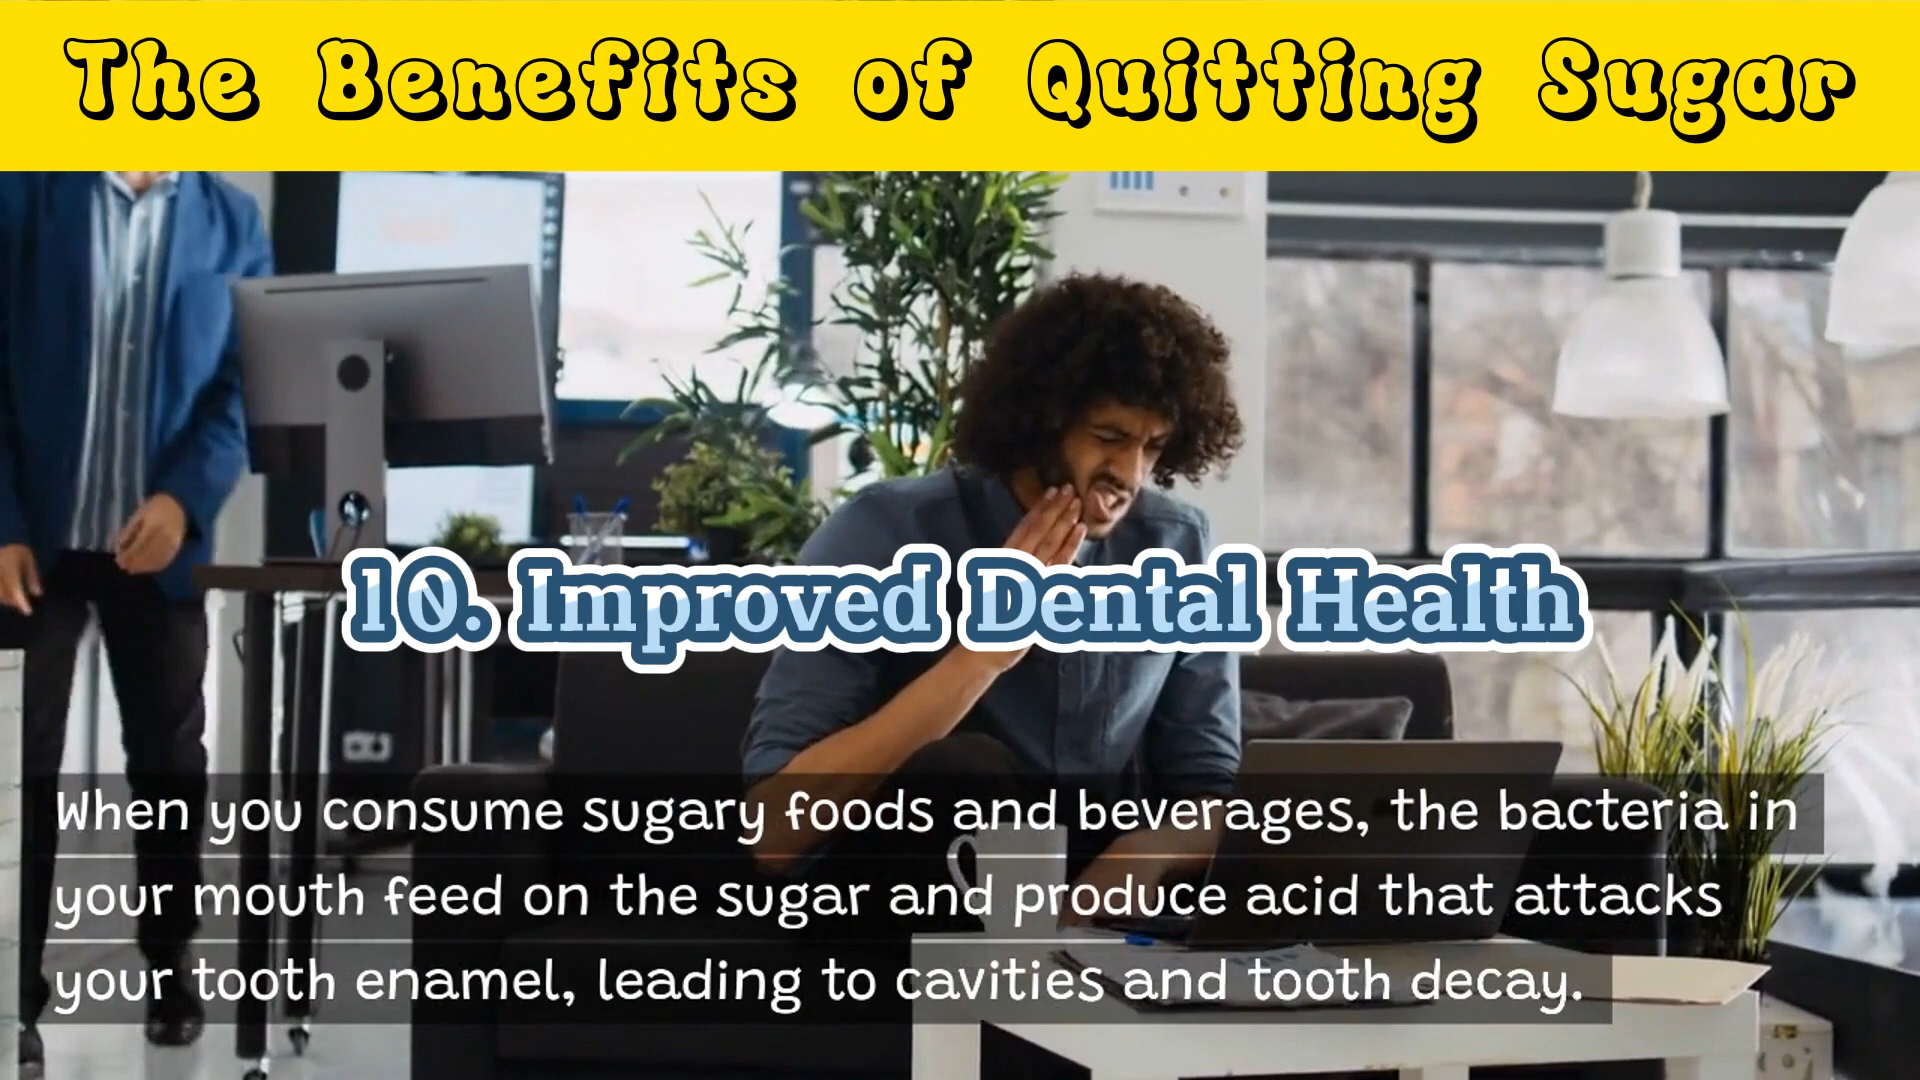 The Benefits of Quitting Sugar
10. Improved Dental Health
When you consume sugary foods and beverages, the bacteria in
your mouth feed on the sugar and produce acid that attacks
your tooth enamel, leading to cavities and tooth decay.